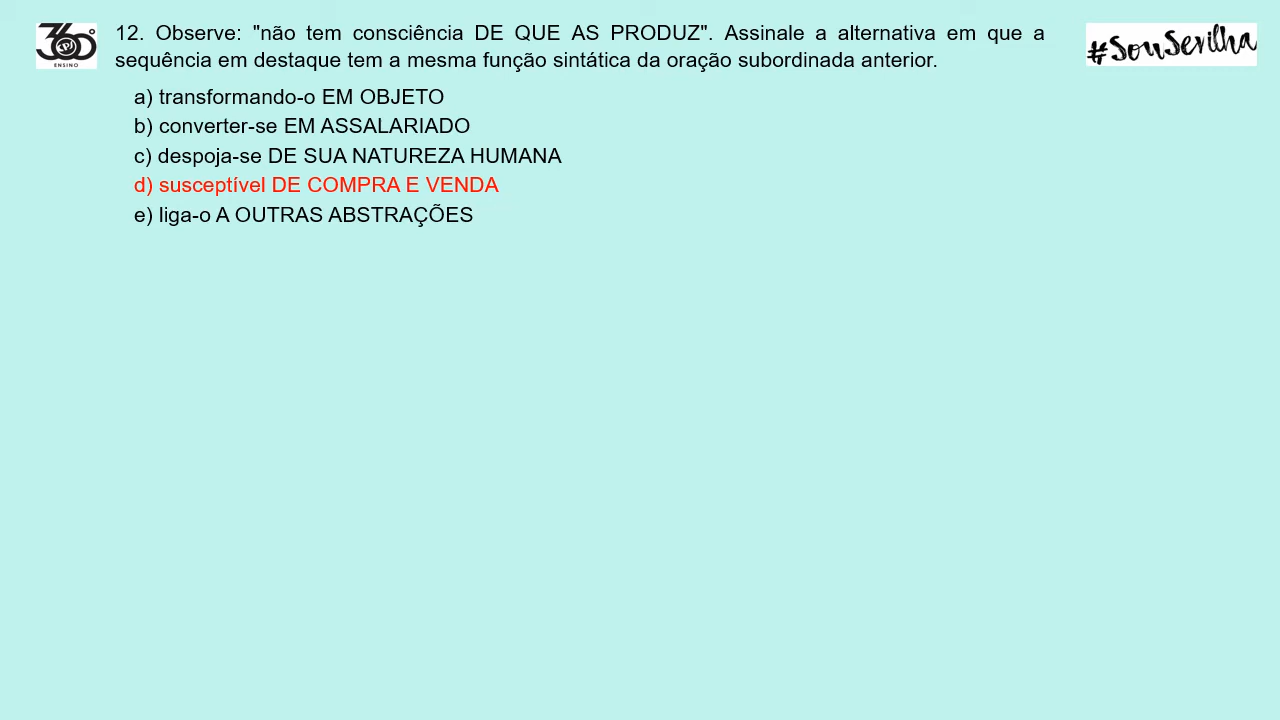 360°
ENSINO
12. Observe: "não tem consciência DE QUE AS PRODUZ". Assinale a alternativa em que a
sequência em destaque tem a mesma função sintática da oração subordinada anterior.
#SouSevilha
a) transformando-o EM OBJETO
b) converter-se EM ASSALARIADO
c) despoja-se DE SUA NATUREZA HUMANA
d) susceptível DE COMPRA E VENDA
e) liga-o A OUTRAS ABSTRAÇÕES